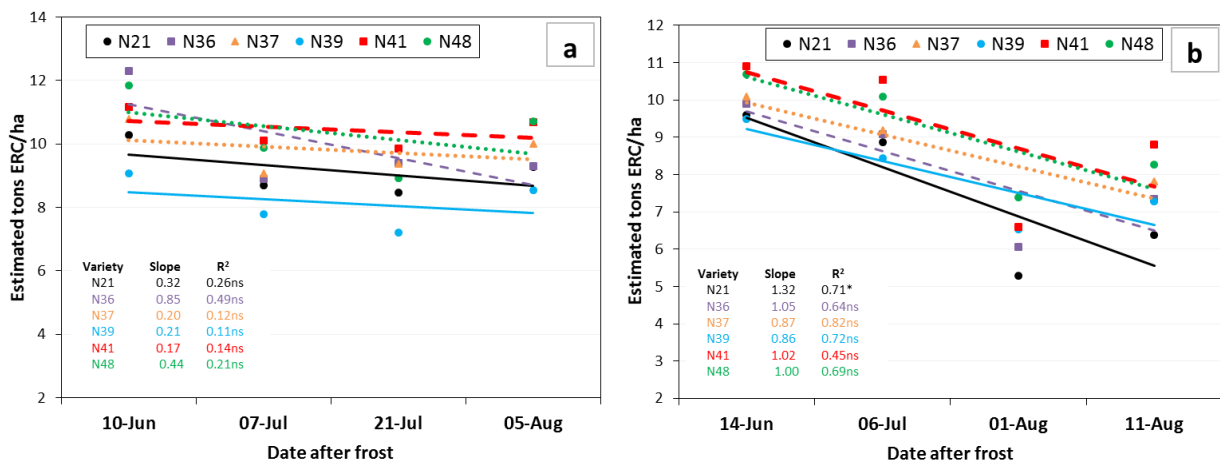 14
12
10
8
6
4
2
Estimated tons ERC/ha
N21 N36 N37 N39 N41 N48
a
Variety Slope R²
N21 0.32 0.26ns
N36 0.85 0.49ns
N37 0.20 0.12ns
N39 0.21 0.11ns
N41 0.17 0.14ns
N48 0.44 0.21ns
10-Jun 07-Jul 21-Jul 05-Aug
Date after frost
12
11
10
9
8
7
6
5
4
3
2
Estimated tons ERC/ha
N21 N36 N37 N39 N41 N48
b
Variety Slope R²
N21 1.32 0.71*
N36 1.05 0.64ns
N37 0.87 0.82ns
N39 0.86 0.72ns
N41 1.02 0.45ns
N48 1.00 0.69ns
14-Jun 06-Jul 01-Aug 11-Aug
Date after frost